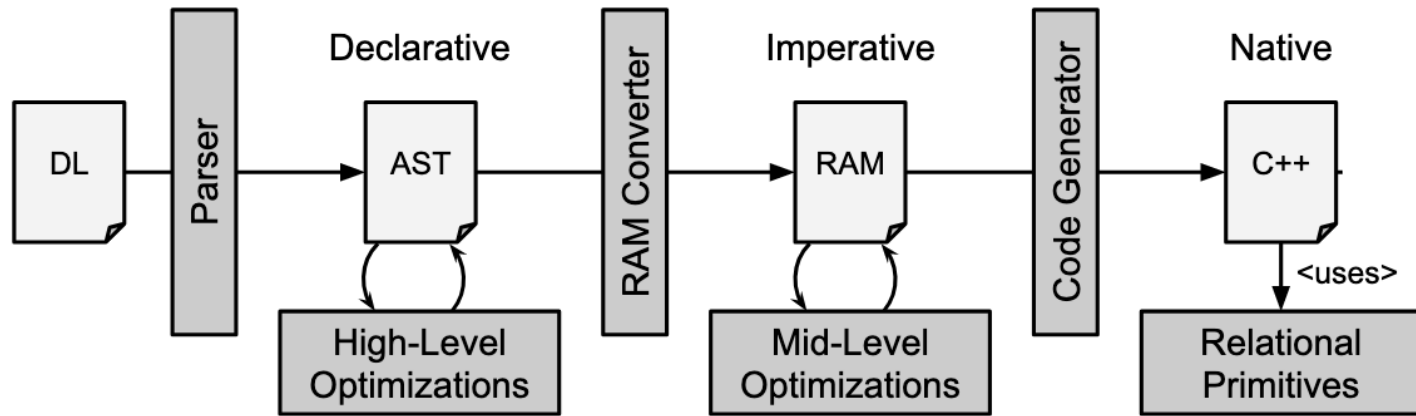 Declarative
Imperative
Native
DL
Parser
AST
RAM Converter
RAM
Code Generator
C++
<uses>
High-Level
Optimizations
Mid-Level
Optimizations
Relational
Primitives